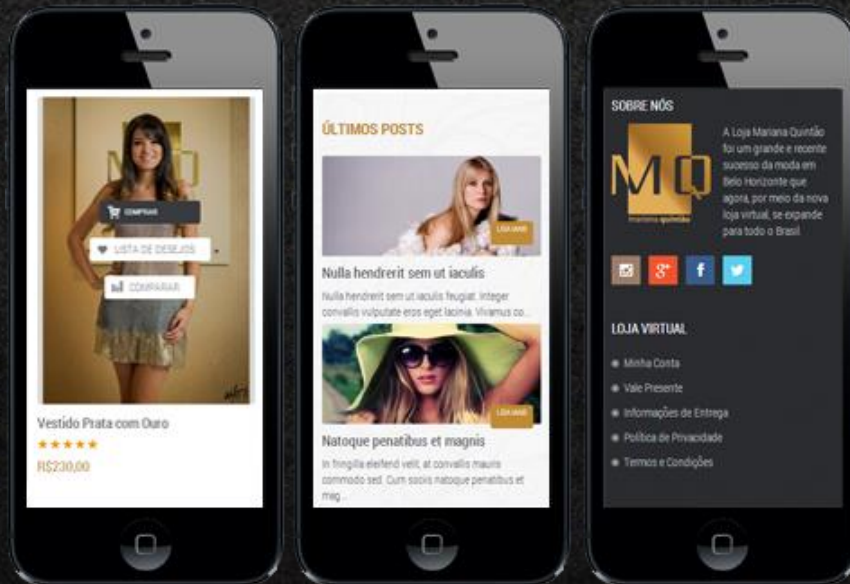 MQ
COMPRAR
LISTA DE DESEJOS
COMPARAR
Vestido Prata com Ouro
R$230,00
ÚLTIMOS POSTS
LEIA MAIS
Nulla hendrerit sem ut iaculis
Nulla hendrerit sem ut iaculis feugiat. Integer
convallis vulputate eros eget lacinia. Vivamus co...
LEIA MAIS
Natoque penatibus et magnis
In fringilla eleifend velit, at convallis mauris
commodo sed. Cum sociis natoque penatibus et
mag...
SOBRE NÓS
MQ
mariana quintão
A Loja Mariana Quintão
foi um grande e recente
sucesso da moda em
Belo Horizonte que
agora, por meio da nova
loja virtual, se expande
para todo o Brasil.
g+
f
LOJA VIRTUAL
Minha Conta
Vale Presente
Informações de Entrega
Política de Privacidade
Termos e Condições